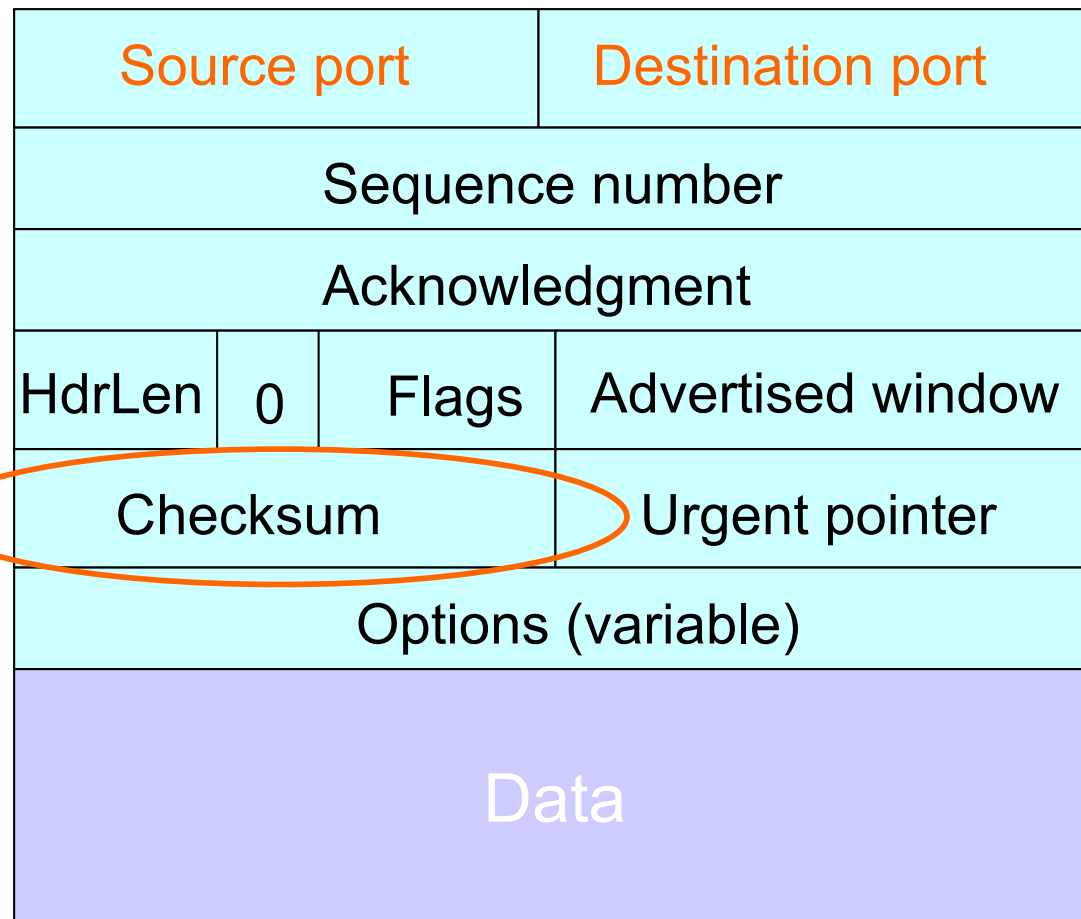 Source port Destination port
Sequence number
Acknowledgment
HdrLen 0 Flags Advertised window
Checksum Urgent pointer
Options (variable)
Data